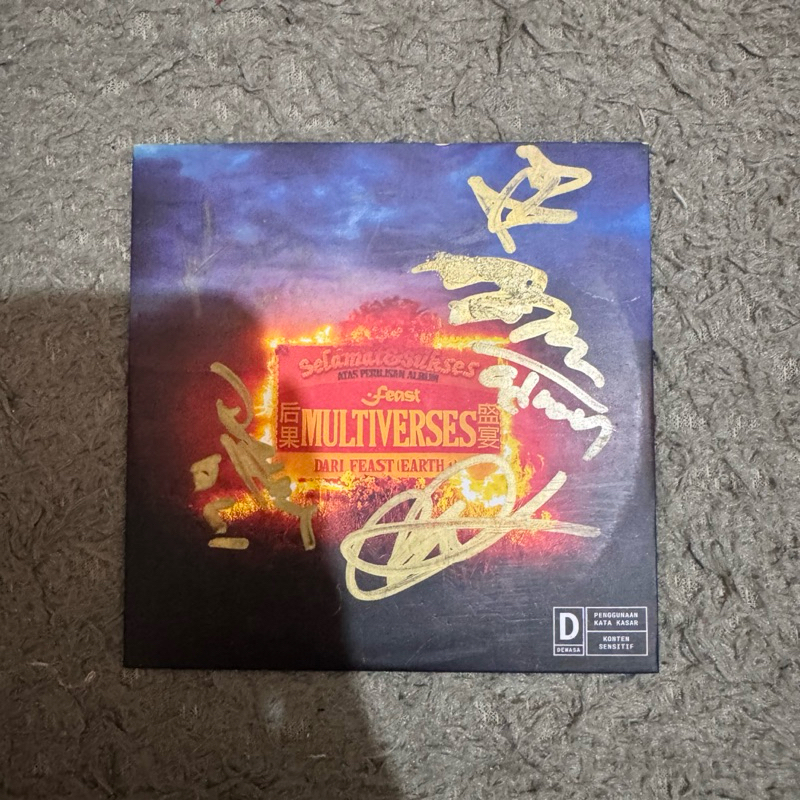 Selamat & Sukses
ATAS PERILISAN ALBUM
.feast
后果 MULTIVERSES 盛宴
DARI FEAST (EARTH
D
DEWASA
PENGGUNAAN
KATA KASAR
KONTEN
SENSITIF